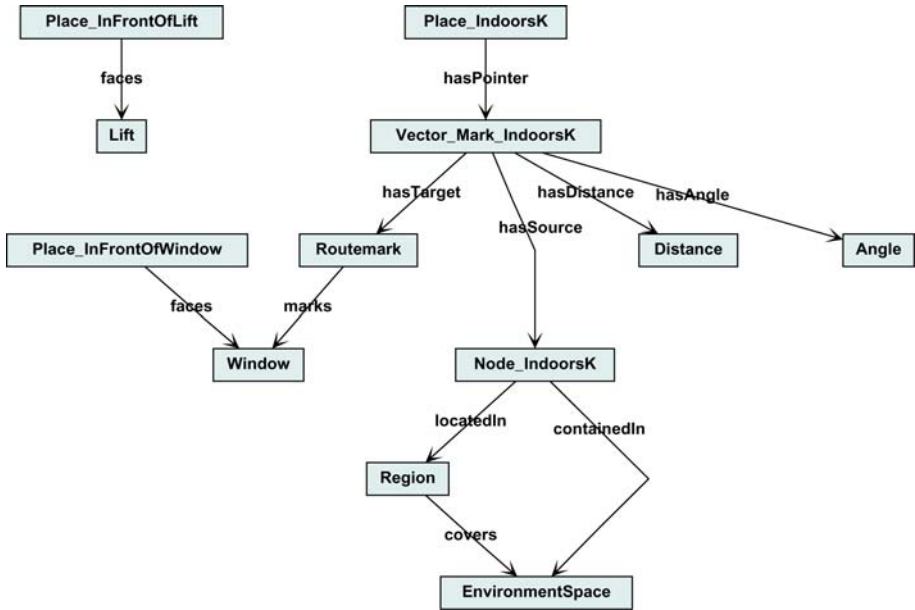 Place_InFrontOfLift
Place_IndoorsK
faces
hasPointer
Lift
Vector_Mark_IndoorsK
hasTarget
hasDistance
hasAngle
hasSource
Place_InFrontOfWindow
Routemark
Distance
Angle
faces
marks
Window
Node_IndoorsK
locatedIn
containedIn
Region
covers
EnvironmentSpace